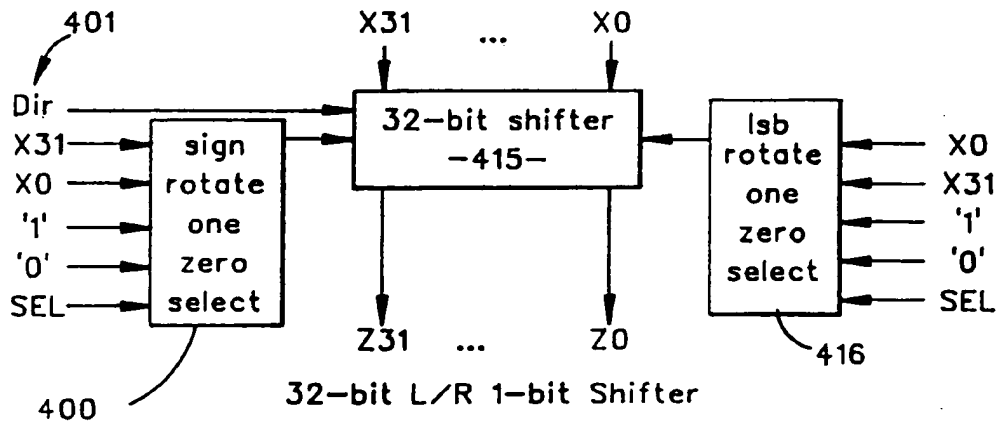 401
X31 ... X0
Dir
X31
X0
'1'
'0'
SEL
sign
rotate
one
zero
select
32-bit shifter
-415-
lsb
rotate
one
zero
select
X0
X31
'1'
'0'
SEL
Z31 ... Z0
400
416
32-bit L/R 1-bit Shifter